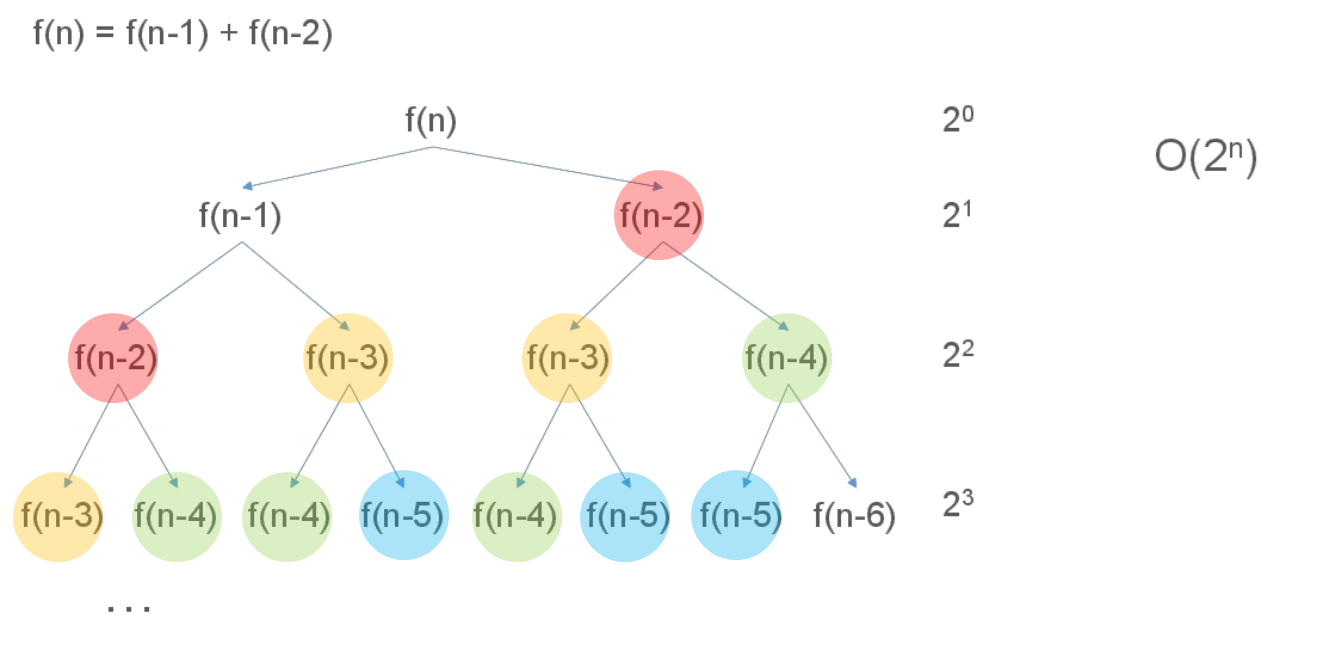 f(n) = f(n-1) + f(n-2)
f(n) 2⁰
O(2ⁿ)
f(n-1) f(n-2) 2¹
f(n-2) f(n-3) f(n-3) f(n-4) 2²
f(n-3) f(n-4) f(n-4) f(n-5) f(n-4) f(n-5) f(n-5) f(n-6) 2³
...